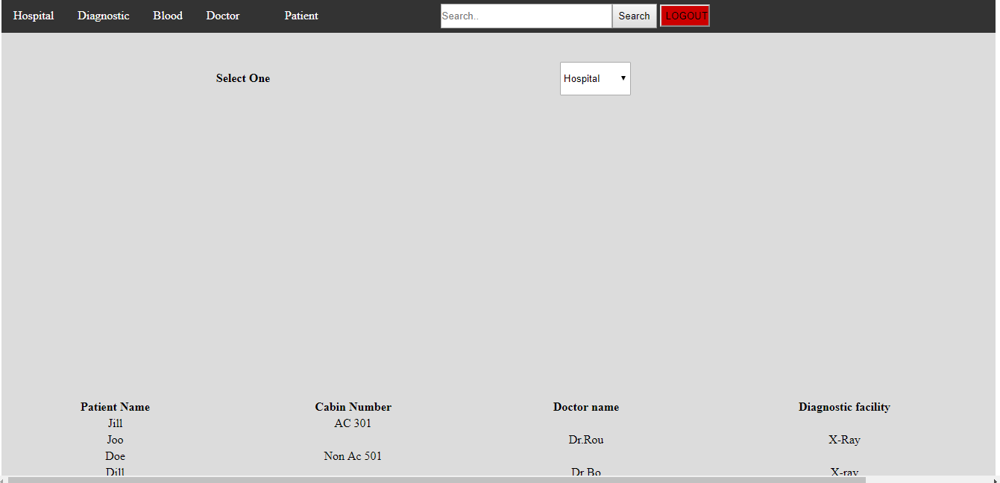 Hospital Diagnostic Blood Doctor Patient Search.. Search LOGOUT
Select One Hospital
Patient Name Cabin Number Doctor name Diagnostic facility
Jill AC 301
Joo Dr.Rou X-Ray
Doe Non Ac 501
Dill Dr.Bo X-ray